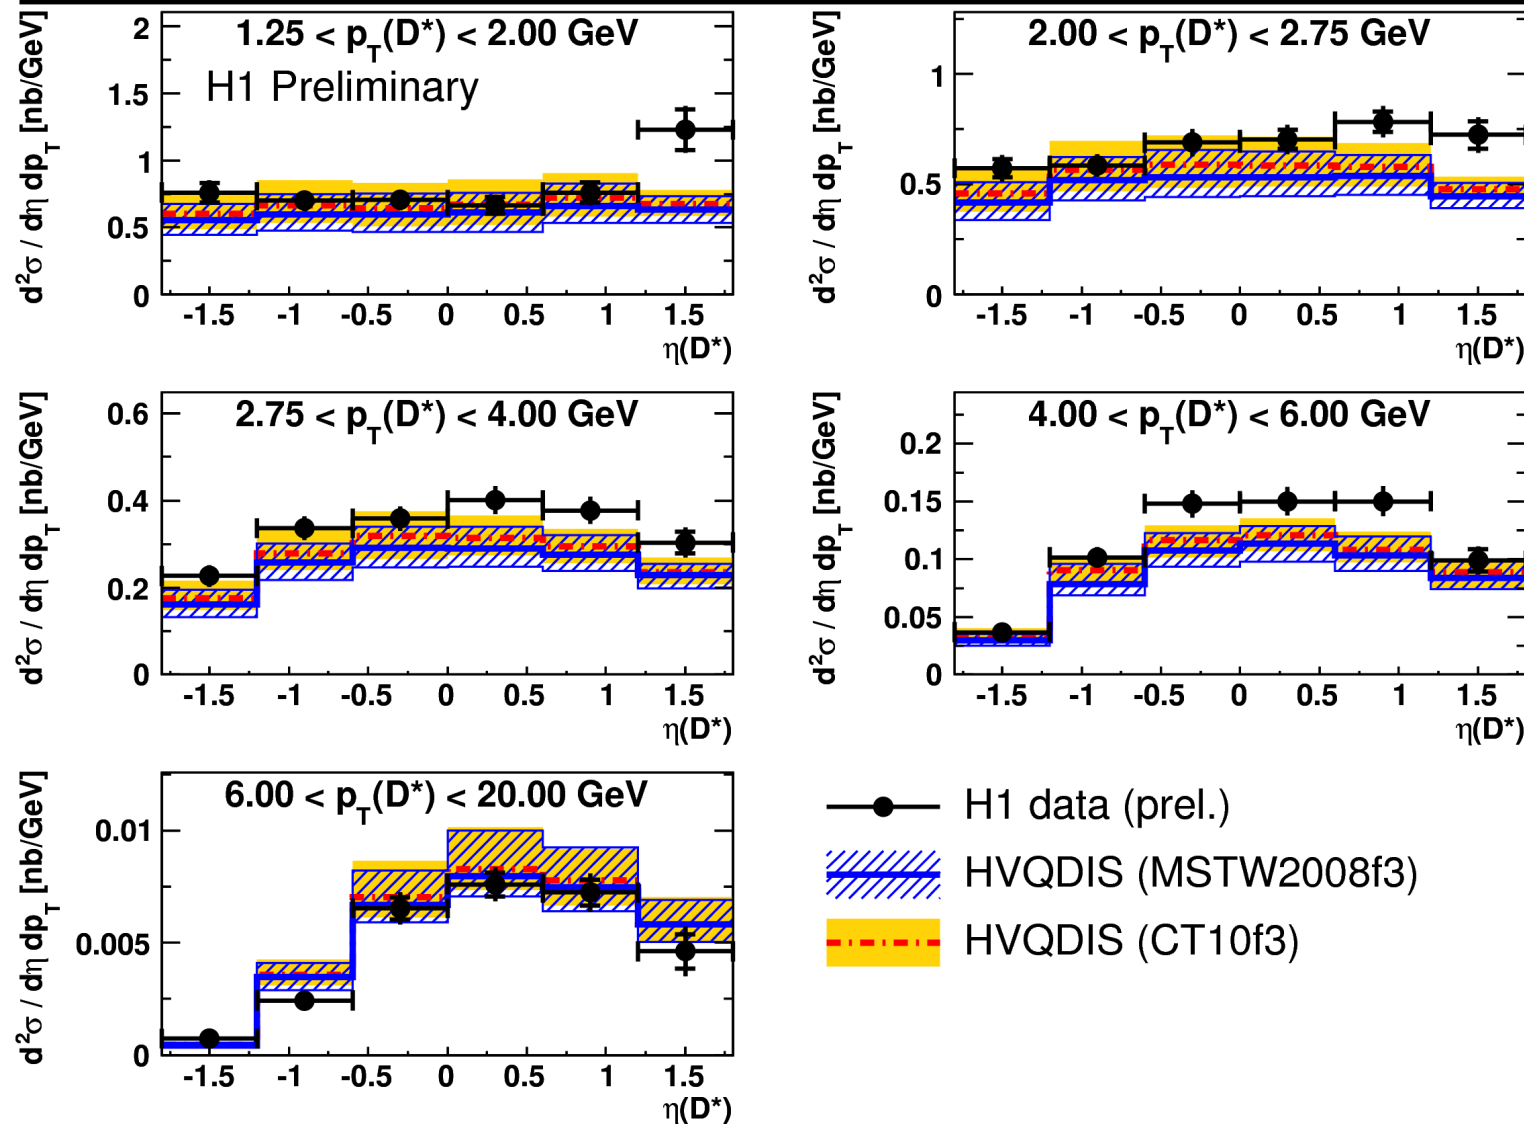 1.25 < p_T(D*) < 2.00 GeV
H1 Preliminary
d²σ / dη dp_T [nb/GeV]
2
1.5
1
0.5
0
-1.5 -1 -0.5 0 0.5 1 1.5
η(D*)
2.00 < p_T(D*) < 2.75 GeV
d²σ / dη dp_T [nb/GeV]
1
0.5
0
-1.5 -1 -0.5 0 0.5 1 1.5
η(D*)
2.75 < p_T(D*) < 4.00 GeV
d²σ / dη dp_T [nb/GeV]
0.6
0.4
0.2
0
-1.5 -1 -0.5 0 0.5 1 1.5
η(D*)
4.00 < p_T(D*) < 6.00 GeV
d²σ / dη dp_T [nb/GeV]
0.2
0.15
0.1
0.05
0
-1.5 -1 -0.5 0 0.5 1 1.5
η(D*)
6.00 < p_T(D*) < 20.00 GeV
d²σ / dη dp_T [nb/GeV]
0.01
0.005
0
-1.5 -1 -0.5 0 0.5 1 1.5
η(D*)
H1 data (prel.)
HVQDIS (MSTW2008f3)
HVQDIS (CT10f3)